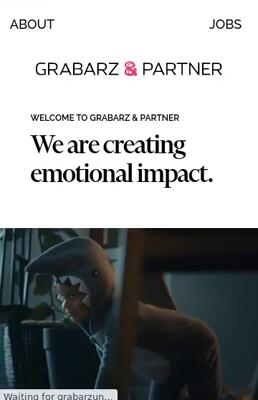 ABOUT JOBS
GRABARZ & PARTNER
WELCOME TO GRABARZ & PARTNER
We are creating
emotional impact.
Waiting for grabarzun...